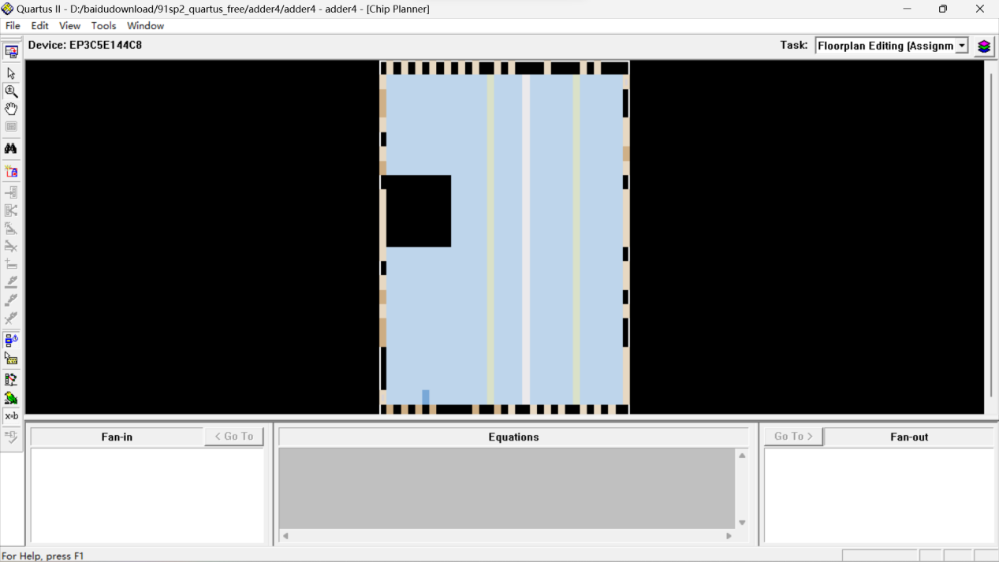 Quartus II - D:/baidudownload/91sp2_quartus_free/adder4/adder4 - adder4 - [Chip Planner]
File Edit View Tools Window
Device: EP3C5E144C8
Task: Floorplan Editing (Assignm
x=b
Fan-in
< Go To
Equations
Go To >
Fan-out
For Help, press F1